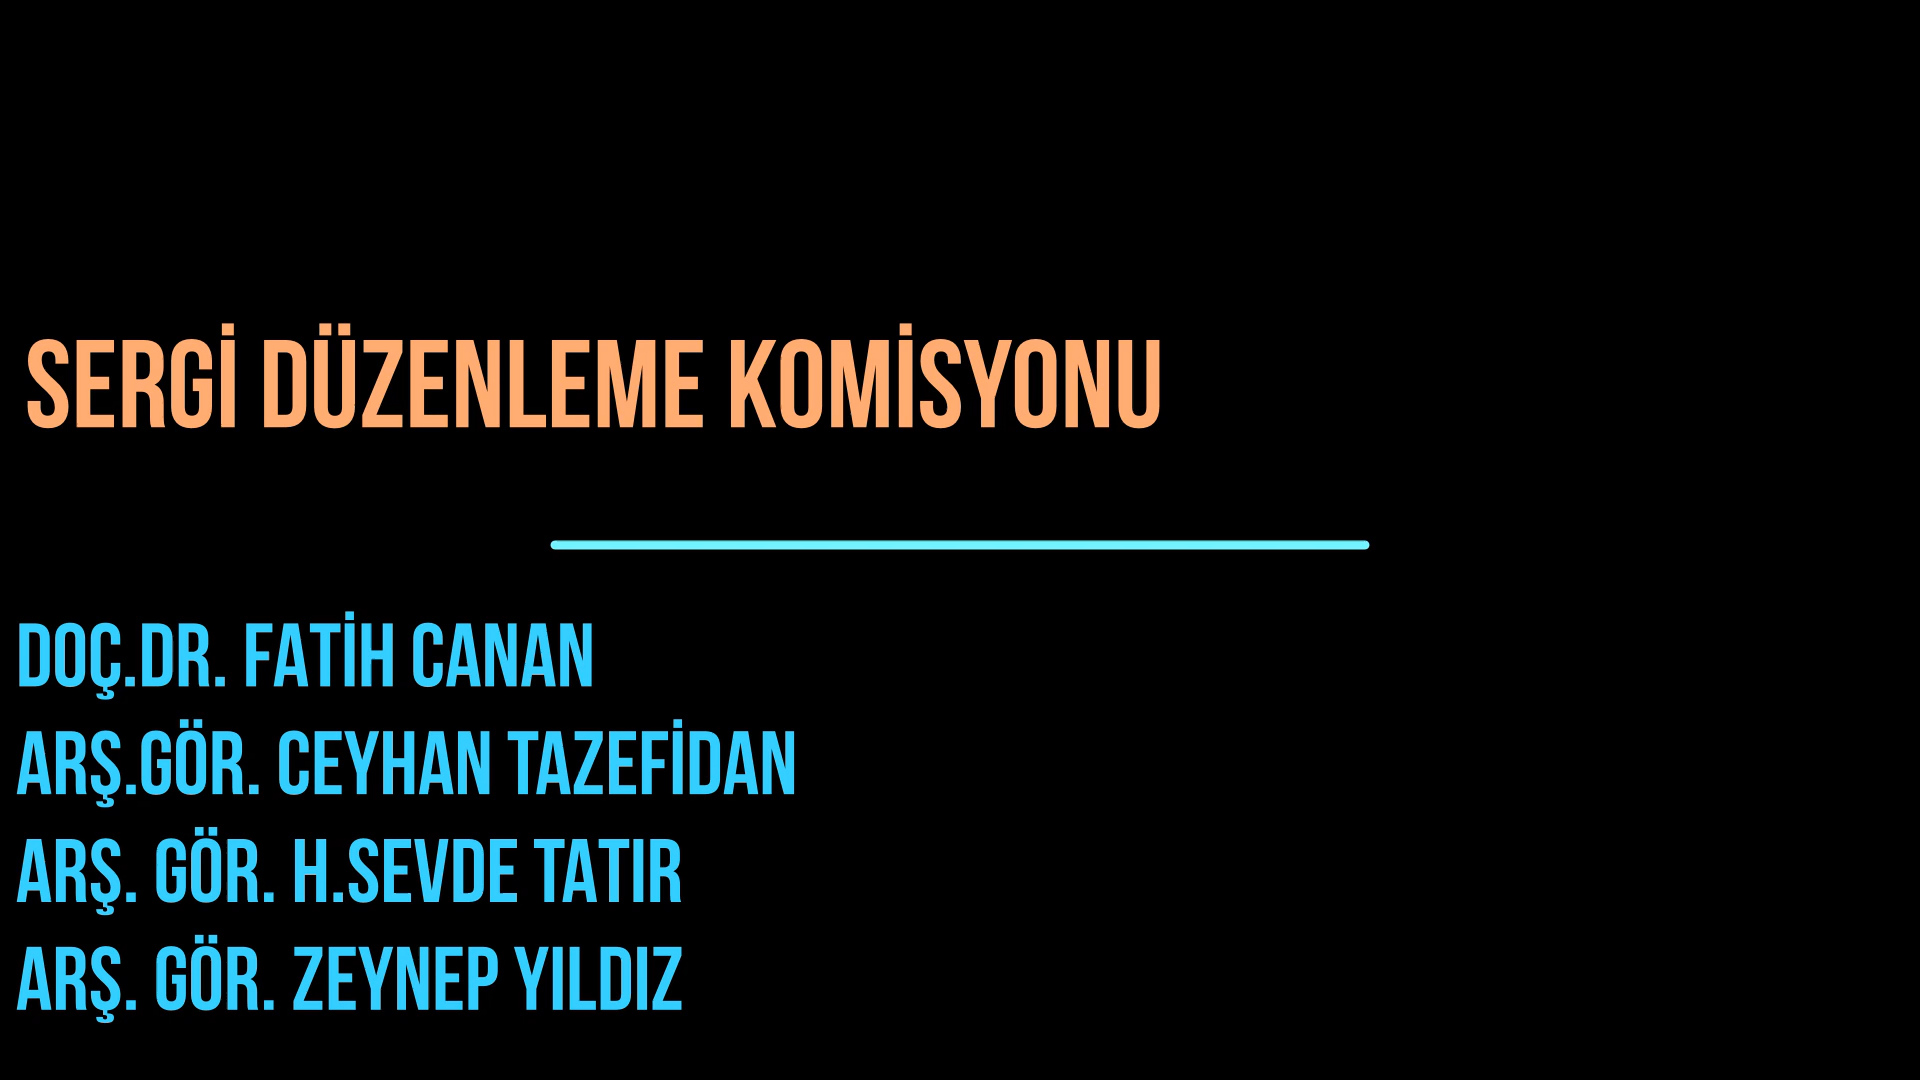 SERGİ DÜZENLEME KOMİSYONU
DOÇ.DR. FATİH CANAN
ARŞ.GÖR. CEYHAN TAZEFİDAN
ARŞ. GÖR. H.SEVDE TATIR
ARŞ. GÖR. ZEYNEP YILDIZ